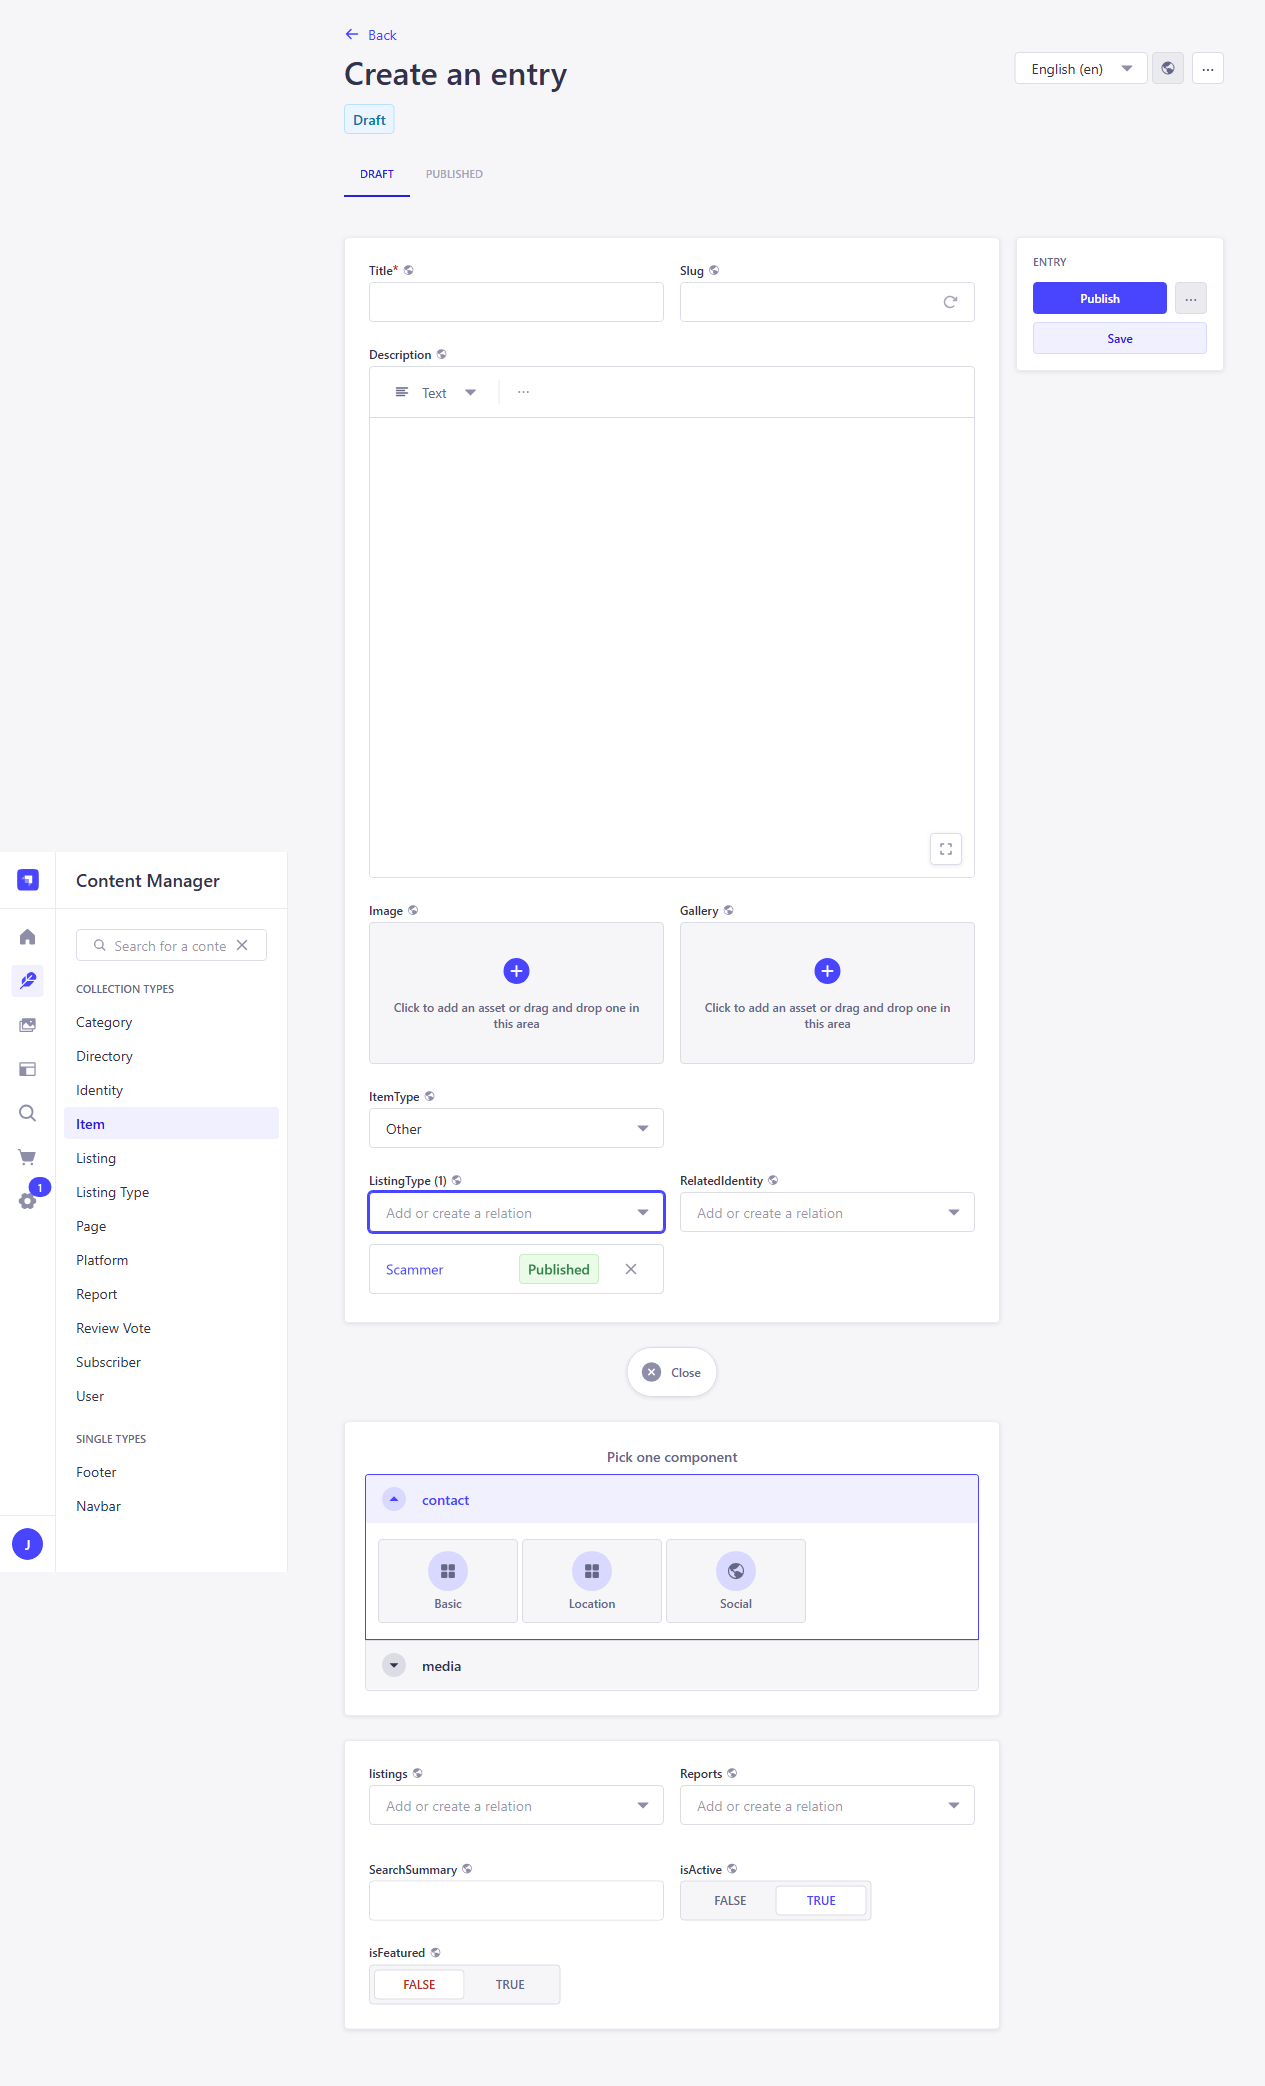 Back
Create an entry
English (en)
...
Draft
DRAFT
PUBLISHED
Title*
Slug
ENTRY
Publish
...
Save
Description
Text
...
Content Manager
Search for a conte
COLLECTION TYPES
Category
Directory
Identity
Item
Listing
Listing Type
Page
Platform
Report
Review Vote
Subscriber
User
SINGLE TYPES
Footer
Navbar
1
J
Image
Gallery
Click to add an asset or drag and drop one in
this area
Click to add an asset or drag and drop one in
this area
ItemType
Other
ListingType (1)
RelatedIdentity
Add or create a relation
Add or create a relation
Scammer
Published
Close
Pick one component
contact
Basic
Location
Social
media
listings
Reports
Add or create a relation
Add or create a relation
SearchSummary
isActive
FALSE
TRUE
isFeatured
FALSE
TRUE